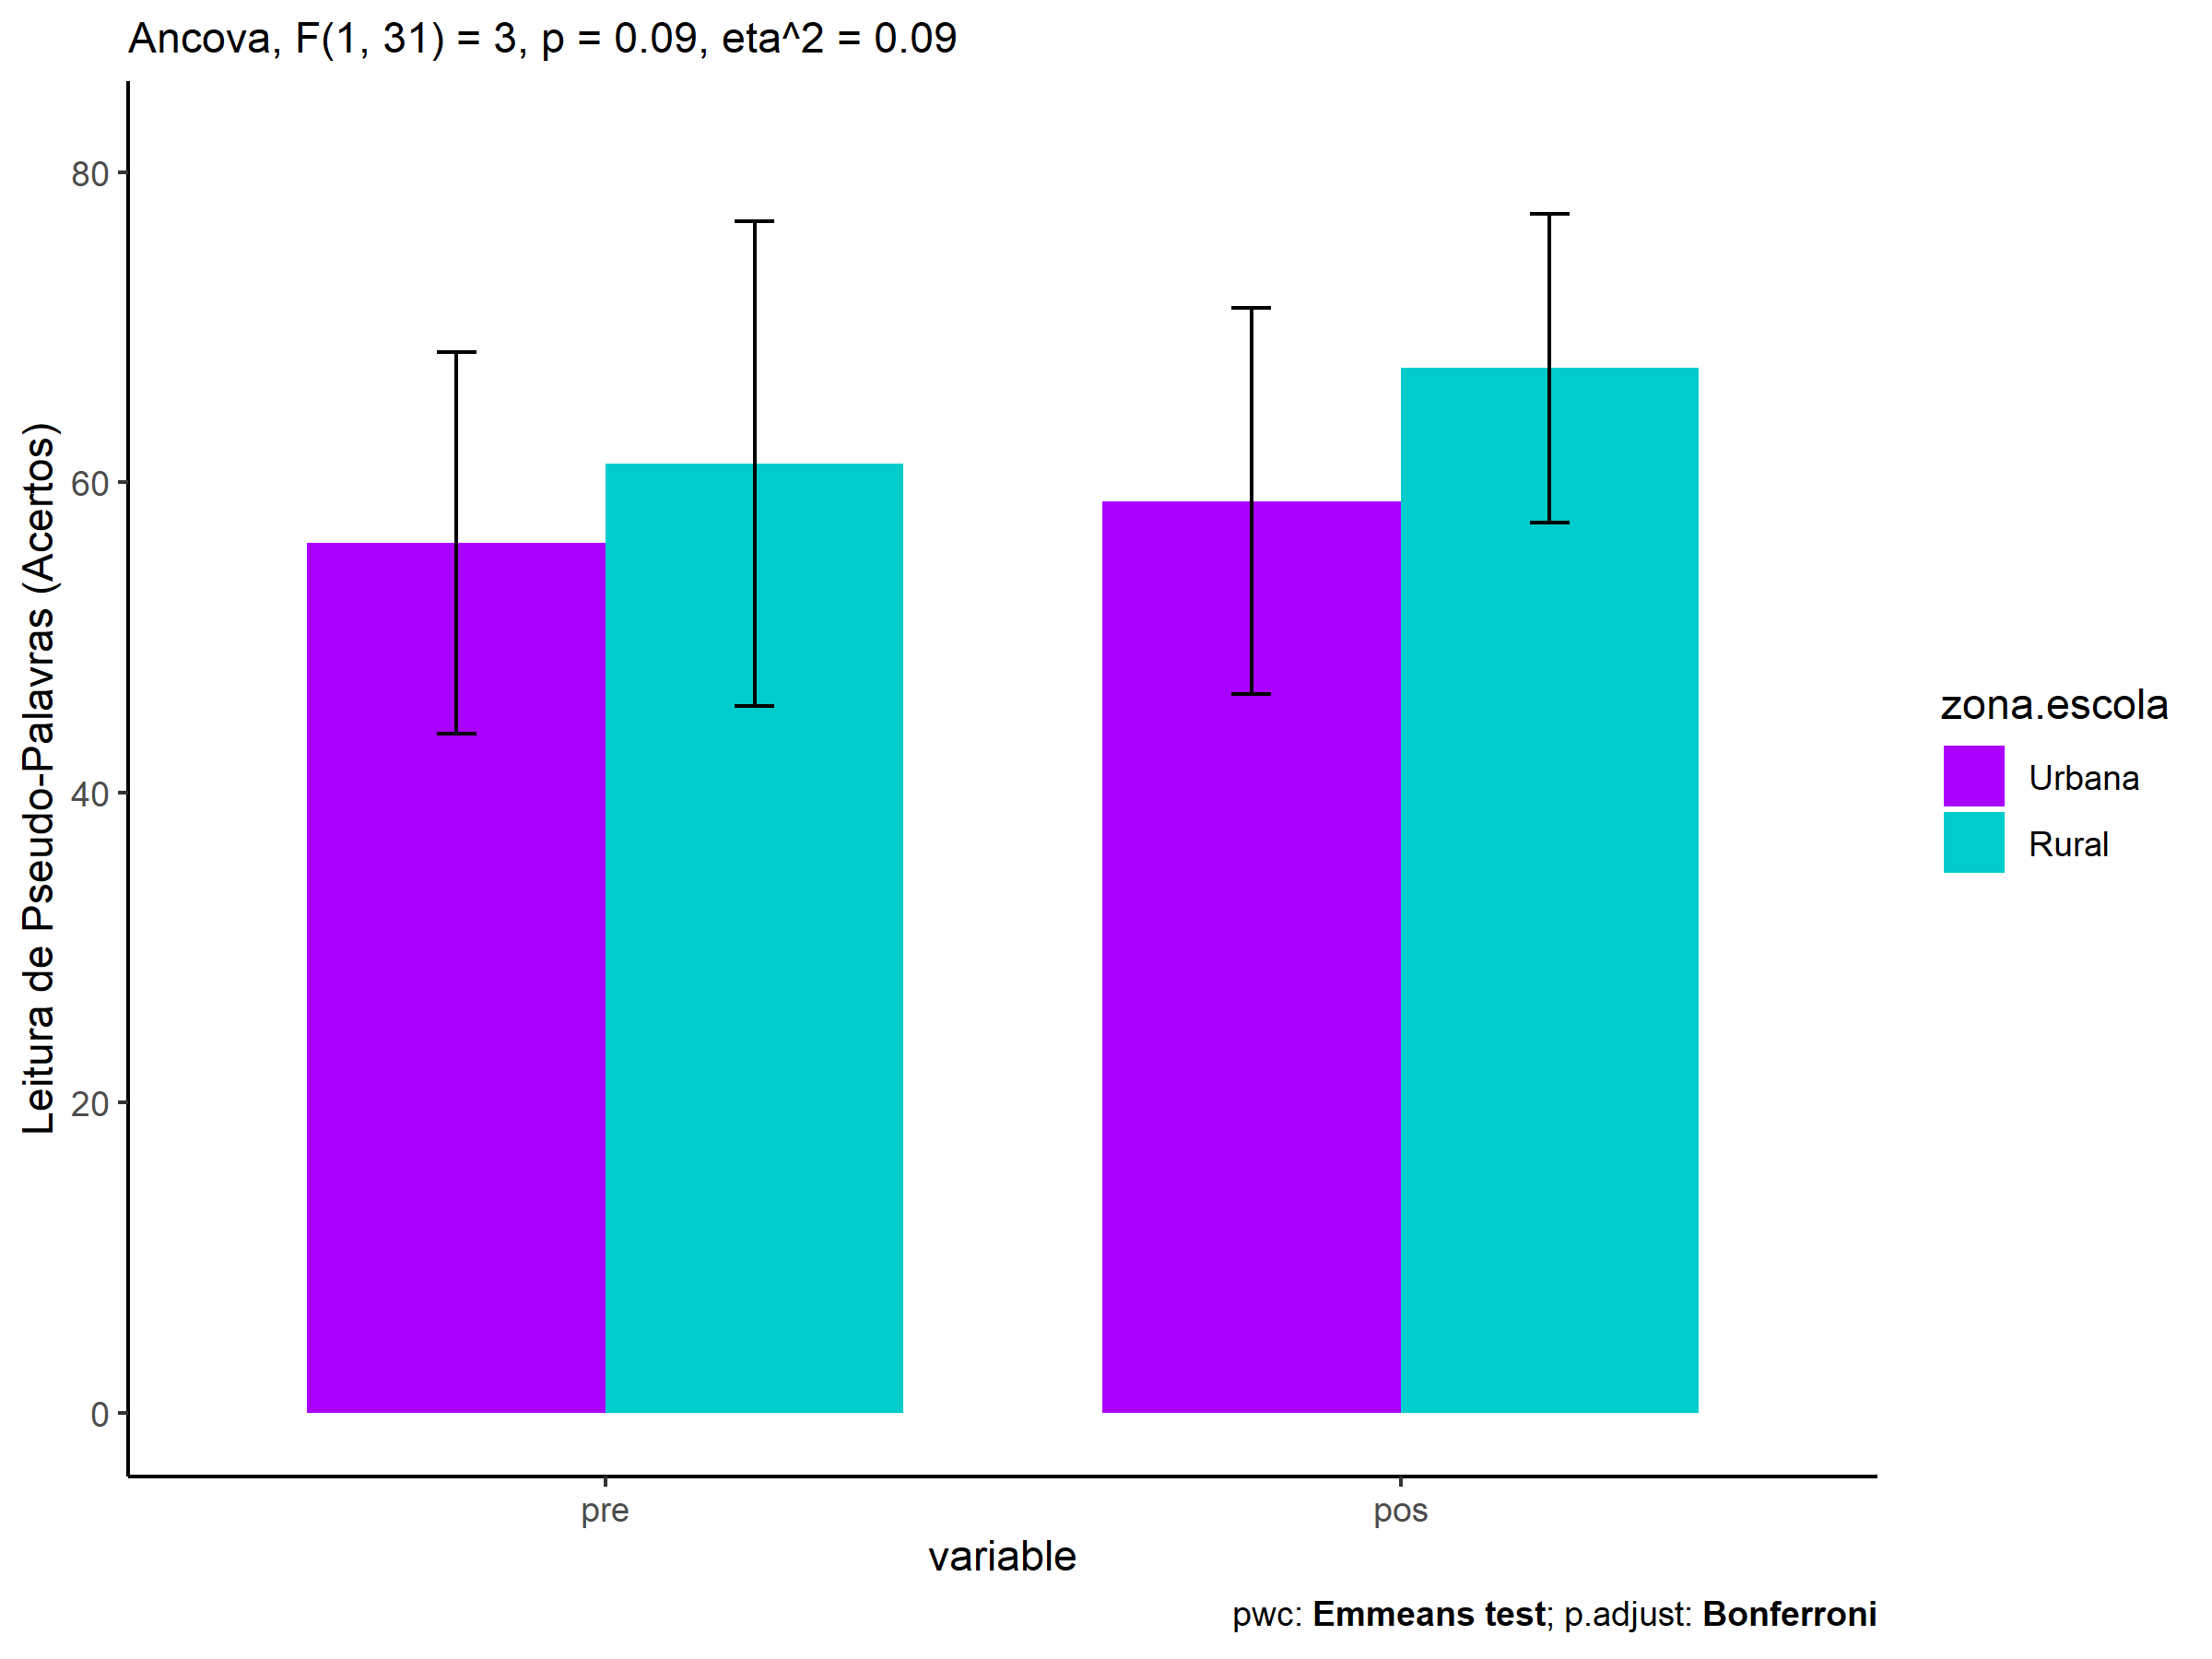 Ancova, F(1, 31) = 3, p = 0.09, eta^2 = 0.09
Leitura de Pseudo-Palavras (Acertos)
80
60
40
20
0
pre
pos
variable
zona.escola
Urbana
Rural
pwc: Emmeans test; p.adjust: Bonferroni